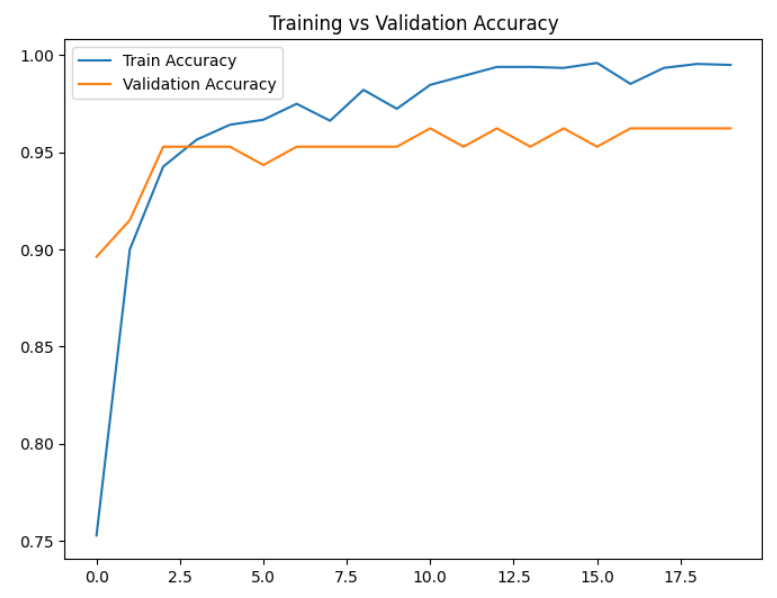 Training vs Validation Accuracy
1.00
Train Accuracy
Validation Accuracy
0.95
0.90
0.85
0.80
0.75
0.0 2.5 5.0 7.5 10.0 12.5 15.0 17.5